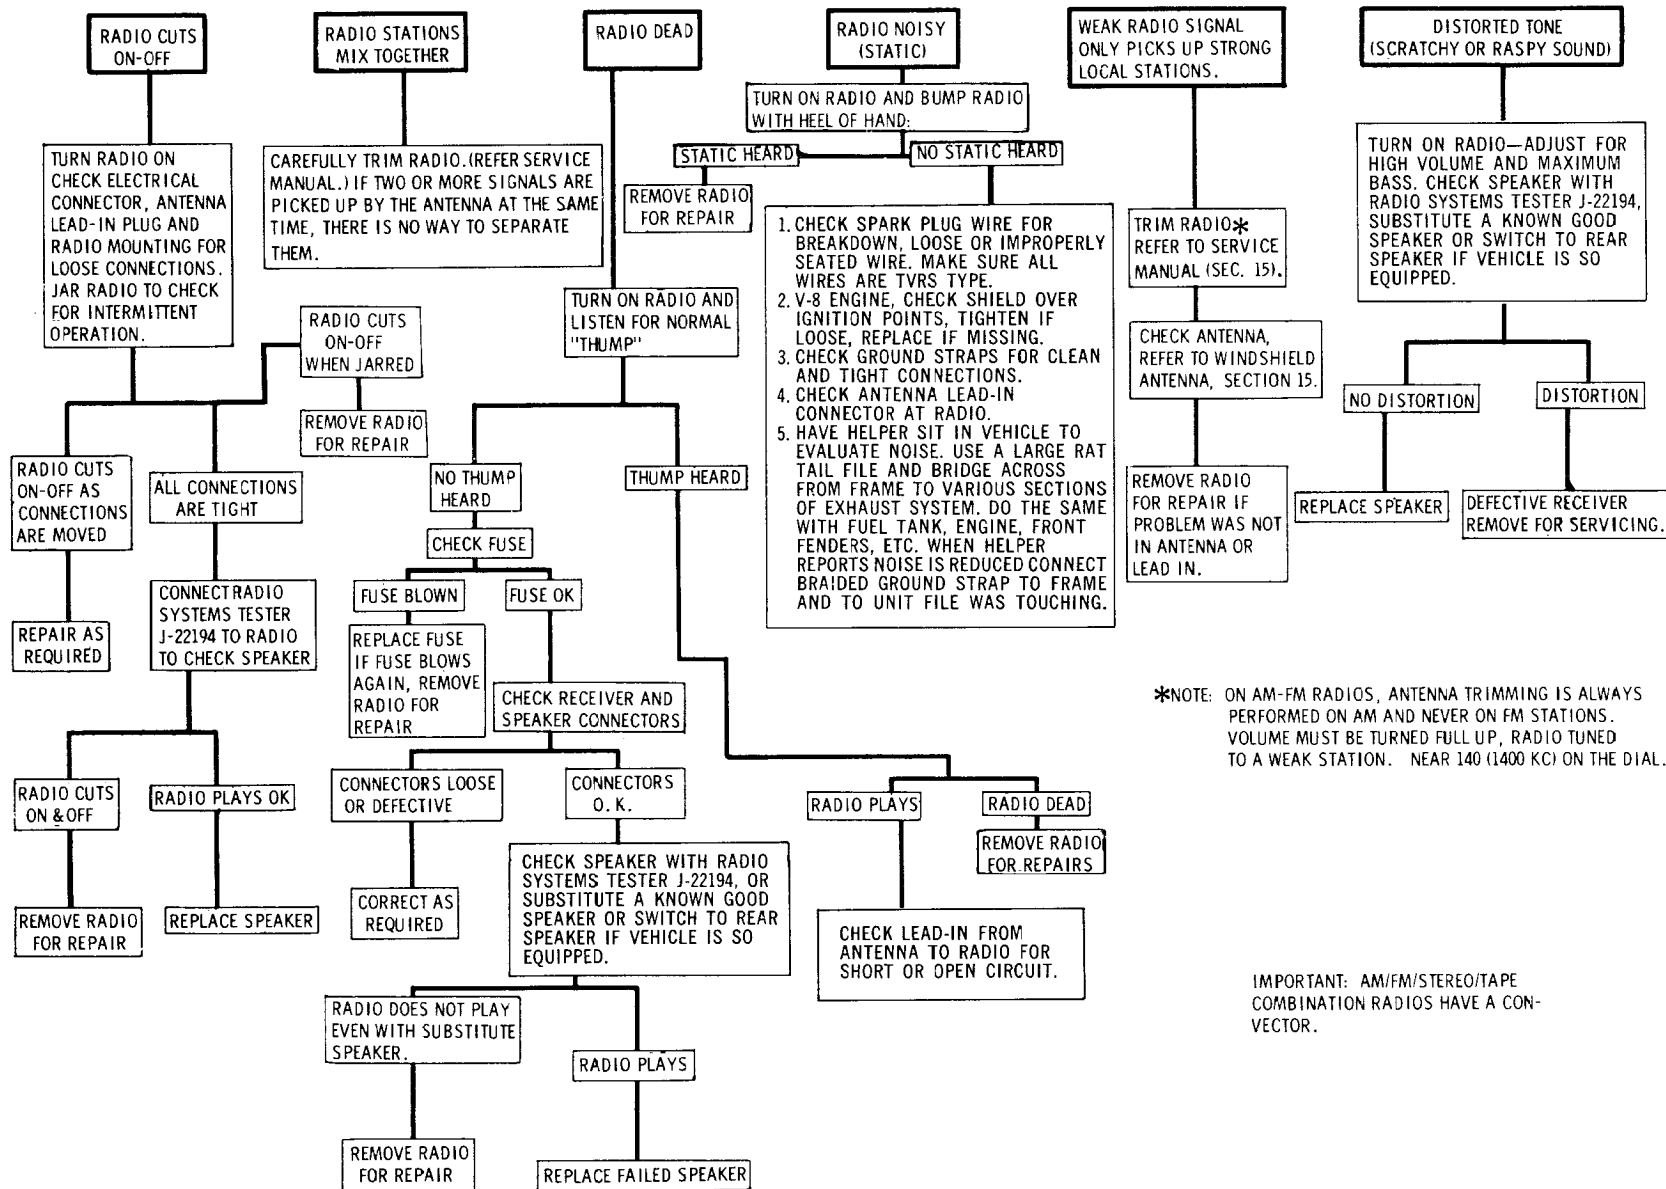 RADIO CUTS
ON-OFF
TURN RADIO ON
CHECK ELECTRICAL
CONNECTOR, ANTENNA
LEAD-IN PLUG AND
RADIO MOUNTING FOR
LOOSE CONNECTIONS.
JAR RADIO TO CHECK
FOR INTERMITTENT
OPERATION.
RADIO CUTS
ON-OFF
WHEN JARRED
REMOVE RADIO
FOR REPAIR
RADIO CUTS
ON-OFF AS
CONNECTIONS
ARE MOVED
REPAIR AS
REQUIRED
ALL CONNECTIONS
ARE TIGHT
CONNECT RADIO
SYSTEMS TESTER
J-22194 TO RADIO
TO CHECK SPEAKER
RADIO CUTS
ON & OFF
REMOVE RADIO
FOR REPAIR
RADIO PLAYS OK
REPLACE SPEAKER
RADIO STATIONS
MIX TOGETHER
CAREFULLY TRIM RADIO.(REFER SERVICE
MANUAL.) IF TWO OR MORE SIGNALS ARE
PICKED UP BY THE ANTENNA AT THE SAME
TIME, THERE IS NO WAY TO SEPARATE
THEM.
RADIO DEAD
TURN ON RADIO AND
LISTEN FOR NORMAL
"THUMP"
NO THUMP
HEARD
CHECK FUSE
FUSE BLOWN
REPLACE FUSE
IF FUSE BLOWS
AGAIN, REMOVE
RADIO FOR
REPAIR
FUSE OK
CHECK RECEIVER AND
SPEAKER CONNECTORS
CONNECTORS LOOSE
OR DEFECTIVE
CORRECT AS
REQUIRED
CONNECTORS
O. K.
CHECK SPEAKER WITH RADIO
SYSTEMS TESTER J-22194, OR
SUBSTITUTE A KNOWN GOOD
SPEAKER OR SWITCH TO REAR
SPEAKER IF VEHICLE IS SO
EQUIPPED.
RADIO DOES NOT PLAY
EVEN WITH SUBSTITUTE
SPEAKER.
REMOVE RADIO
FOR REPAIR
RADIO PLAYS
REPLACE FAILED SPEAKER
THUMP HEARD
RADIO PLAYS
CHECK LEAD-IN FROM
ANTENNA TO RADIO FOR
SHORT OR OPEN CIRCUIT.
RADIO DEAD
REMOVE RADIO
FOR REPAIRS
RADIO NOISY
(STATIC)
TURN ON RADIO AND BUMP RADIO
WITH HEEL OF HAND:
STATIC HEARD
REMOVE RADIO
FOR REPAIR
NO STATIC HEARD
1. CHECK SPARK PLUG WIRE FOR
BREAKDOWN, LOOSE OR IMPROPERLY
SEATED WIRE. MAKE SURE ALL
WIRES ARE TVRS TYPE.
2. V-8 ENGINE, CHECK SHIELD OVER
IGNITION POINTS, TIGHTEN IF
LOOSE, REPLACE IF MISSING.
3. CHECK GROUND STRAPS FOR CLEAN
AND TIGHT CONNECTIONS.
4. CHECK ANTENNA LEAD-IN
CONNECTOR AT RADIO.
5. HAVE HELPER SIT IN VEHICLE TO
EVALUATE NOISE. USE A LARGE RAT
TAIL FILE AND BRIDGE ACROSS
FROM FRAME TO VARIOUS SECTIONS
OF EXHAUST SYSTEM. DO THE SAME
WITH FUEL TANK, ENGINE, FRONT
FENDERS, ETC. WHEN HELPER
REPORTS NOISE IS REDUCED CONNECT
BRAIDED GROUND STRAP TO FRAME
AND TO UNIT FILE WAS TOUCHING.
WEAK RADIO SIGNAL
ONLY PICKS UP STRONG
LOCAL STATIONS.
TRIM RADIO*
REFER TO SERVICE
MANUAL (SEC. 15).
CHECK ANTENNA,
REFER TO WINDSHIELD
ANTENNA, SECTION 15.
REMOVE RADIO
FOR REPAIR IF
PROBLEM WAS NOT
IN ANTENNA OR
LEAD IN.
DISTORTED TONE
(SCRATCHY OR RASPY SOUND)
TURN ON RADIO—ADJUST FOR
HIGH VOLUME AND MAXIMUM
BASS. CHECK SPEAKER WITH
RADIO SYSTEMS TESTER J-22194,
SUBSTITUTE A KNOWN GOOD
SPEAKER OR SWITCH TO REAR
SPEAKER IF VEHICLE IS SO
EQUIPPED.
NO DISTORTION
REPLACE SPEAKER
DISTORTION
DEFECTIVE RECEIVER
REMOVE FOR SERVICING.
*NOTE: ON AM-FM RADIOS, ANTENNA TRIMMING IS ALWAYS
PERFORMED ON AM AND NEVER ON FM STATIONS.
VOLUME MUST BE TURNED FULL UP, RADIO TUNED
TO A WEAK STATION. NEAR 140 (1400 KC) ON THE DIAL.
IMPORTANT: AM/FM/STEREO/TAPE
COMBINATION RADIOS HAVE A CON-
VECTOR.